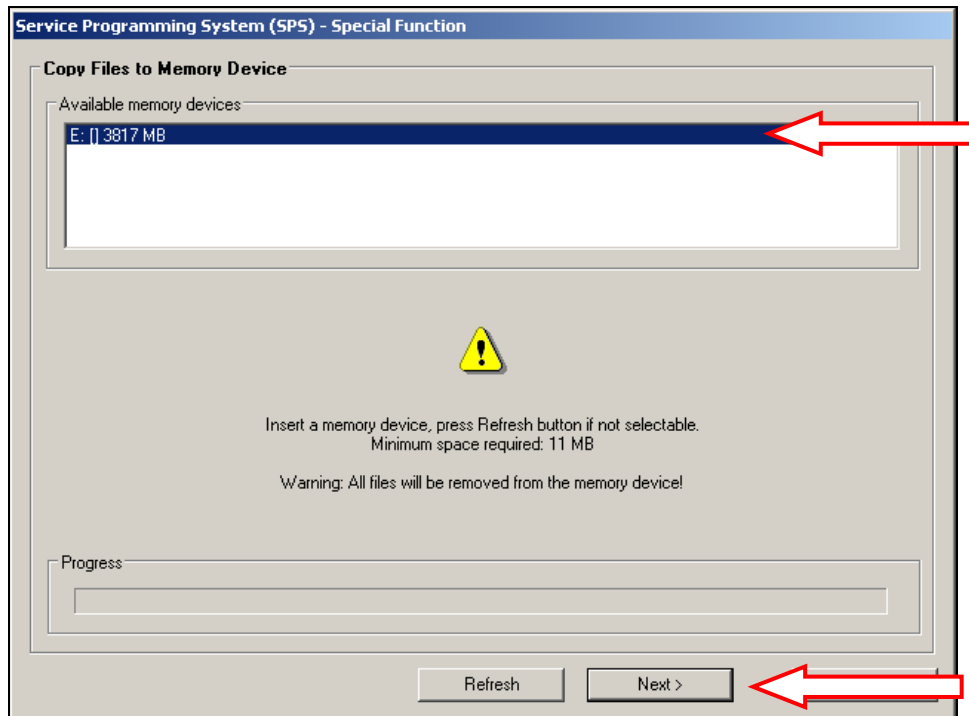 Service Programming System (SPS) - Special Function
Copy Files to Memory Device
Available memory devices
E: [] 3817 MB
Insert a memory device, press Refresh button if not selectable.
Minimum space required: 11 MB
Warning: All files will be removed from the memory device!
Progress
Refresh
Next >